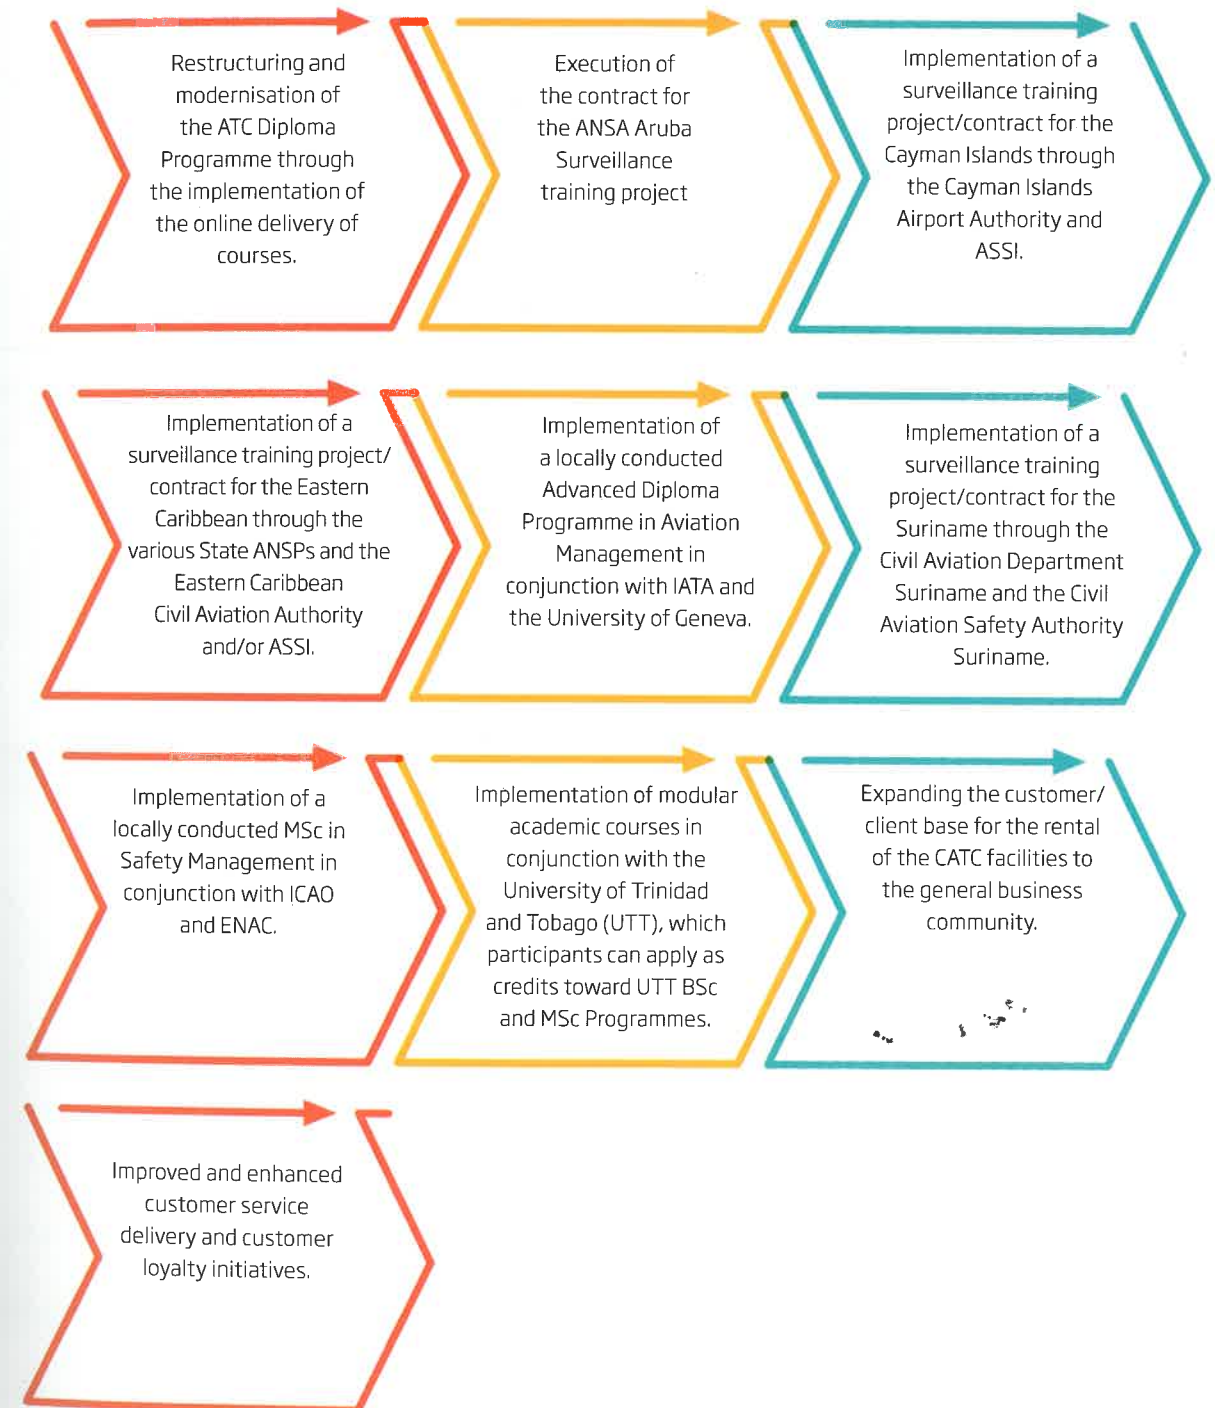 Restructuring and
modernisation of
the ATC Diploma
Programme through
the implementation of
the online delivery of
courses.
Execution of
the contract for
the ANSA Aruba
Surveillance
training project
Implementation of a
surveillance training
project/contract for the
Cayman Islands through
the Cayman Islands
Airport Authority and
ASSI.
Implementation of a
surveillance training project/
contract for the Eastern
Caribbean through the
various State ANSPs and the
Eastern Caribbean
Civil Aviation Authority
and/or ASSI.
Implementation of
a locally conducted
Advanced Diploma
Programme in Aviation
Management in
conjunction with IATA and
the University of Geneva.
Implementation of a
surveillance training
project/contract for the
Suriname through the
Civil Aviation Department
Suriname and the Civil
Aviation Safety Authority
Suriname.
Implementation of a
locally conducted MSc in
Safety Management in
conjunction with ICAO
and ENAC.
Implementation of modular
academic courses in
conjunction with the
University of Trinidad
and Tobago (UTT), which
participants can apply as
credits toward UTT BSc
and MSc Programmes.
Expanding the customer/
client base for the rental
of the CATC facilities to
the general business
community.
Improved and enhanced
customer service
delivery and customer
loyalty initiatives.